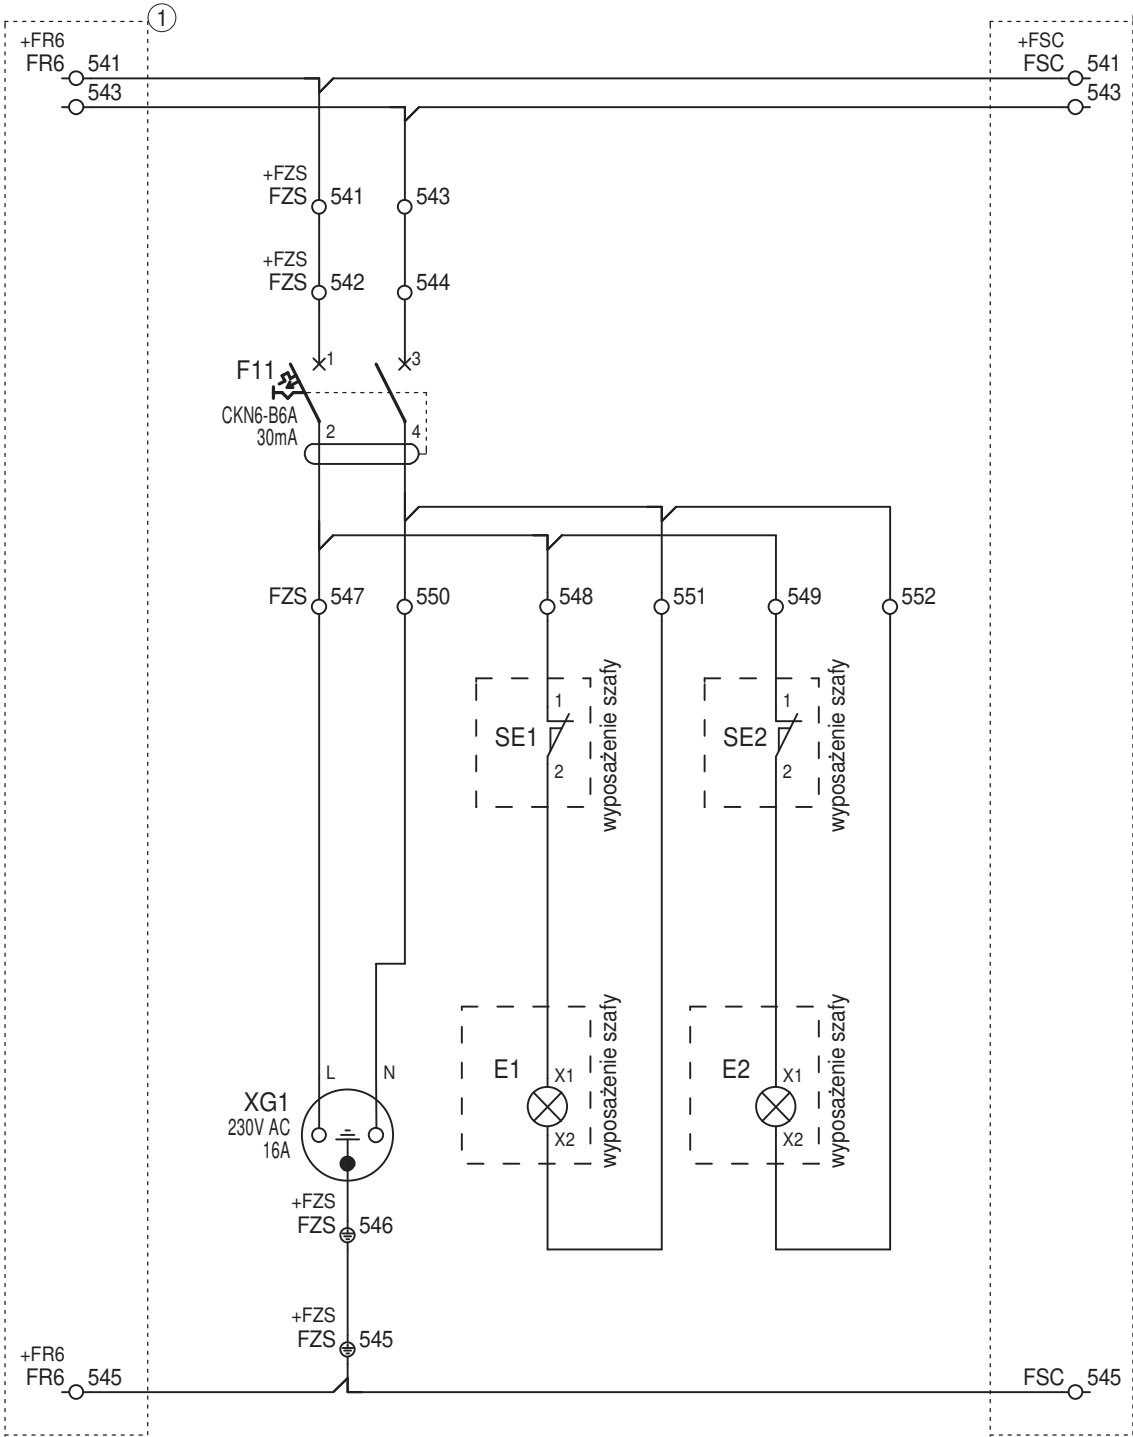 1
+FR6
FR6 541
543
+FSC
FSC 541
543
+FZS
FZS 541 543
+FZS
FZS 542 544
1 3
F11
CKN6-B6A
30mA
2 4
FZS 547 550 548 551 549 552
1
SE1
2
wyposażenie szafy
1
SE2
2
wyposażenie szafy
E1
X1
X2
wyposażenie szafy
E2
X1
X2
wyposażenie szafy
L N
XG1
230V AC
16A
+FZS
FZS 546
+FZS
FZS 545
+FR6
FR6 545
FSC 545